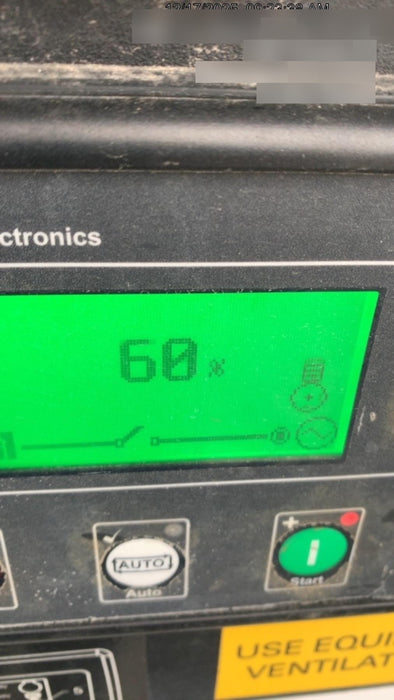 ctronics
60 %
AUTO
Auto
Start
USE EQUI
VENTILAT